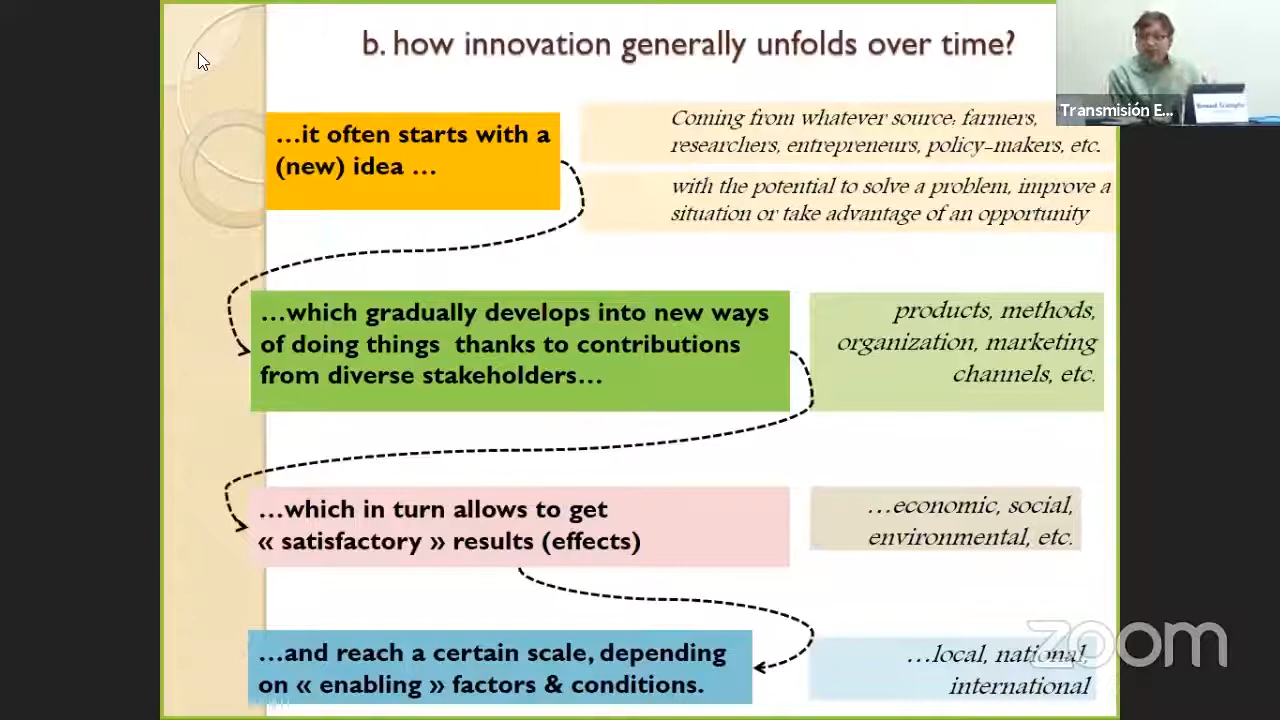 b. how innovation generally unfolds over time?
Transmisión E...
…it often starts with a
(new) idea …
Coming from whatever source: farmers,
researchers, entrepreneurs, policy-makers, etc.
with the potential to solve a problem, improve a
situation or take advantage of an opportunity
…which gradually develops into new ways
of doing things thanks to contributions
from diverse stakeholders…
products, methods,
organization, marketing
channels, etc.
…which in turn allows to get
« satisfactory » results (effects)
…economic, social,
environmental, etc.
…and reach a certain scale, depending
on « enabling » factors & conditions.
…local, national,
international
zoom